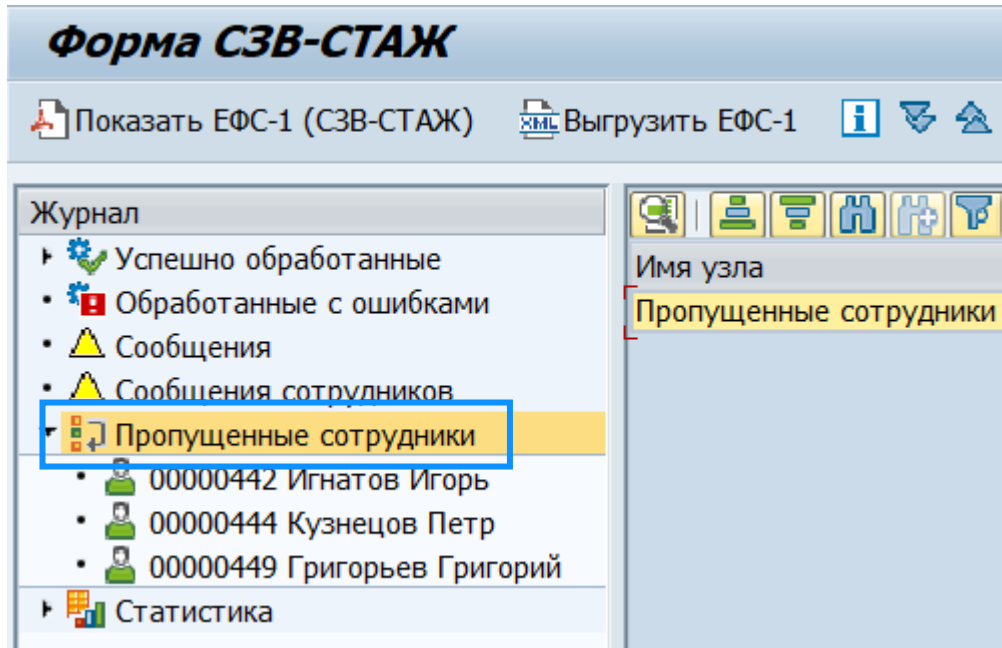 Форма СЗВ-СТАЖ
Показать ЕФС-1 (СЗВ-СТАЖ) XML Выгрузить ЕФС-1
Журнал
Успешно обработанные
Обработанные с ошибками
Сообщения
Сообщения сотрудников
Пропущенные сотрудники
00000442 Игнатов Игорь
00000444 Кузнецов Петр
00000449 Григорьев Григорий
Статистика
Имя узла
Пропущенные сотрудники